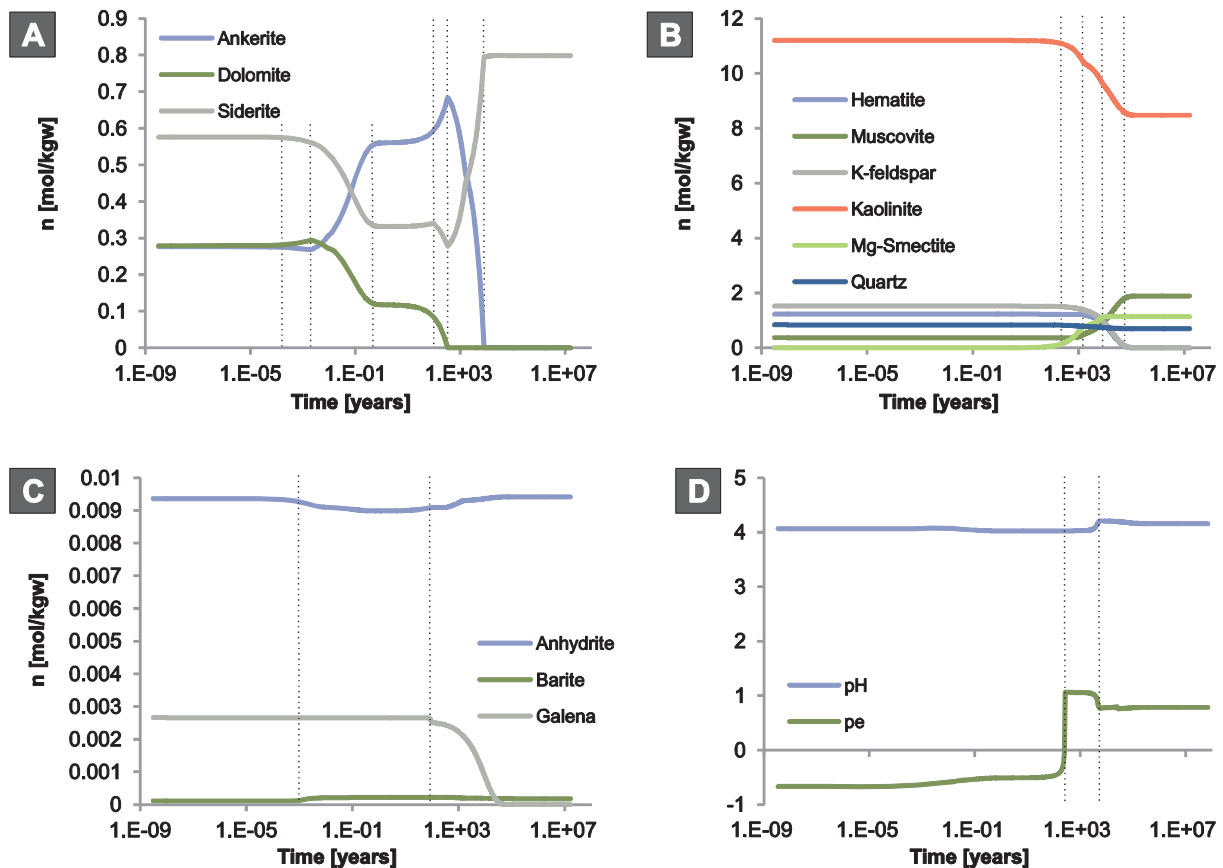 A
n [mol/kgw]
0.9
0.8
0.7
0.6
0.5
0.4
0.3
0.2
0.1
0
Ankerite
Dolomite
Siderite
1.E-09 1.E-05 1.E-01 1.E+03 1.E+07
Time [years]
B
n [mol/kgw]
12
10
8
6
4
2
0
Hematite
Muscovite
K-feldspar
Kaolinite
Mg-Smectite
Quartz
1.E-09 1.E-05 1.E-01 1.E+03 1.E+07
Time [years]
C
n [mol/kgw]
0.01
0.009
0.008
0.007
0.006
0.005
0.004
0.003
0.002
0.001
0
Anhydrite
Barite
Galena
1.E-09 1.E-05 1.E-01 1.E+03 1.E+07
Time [years]
D
5
4
3
2
1
0
-1
pH
pe
1.E-09 1.E-05 1.E-01 1.E+03 1.E+07
Time [years]